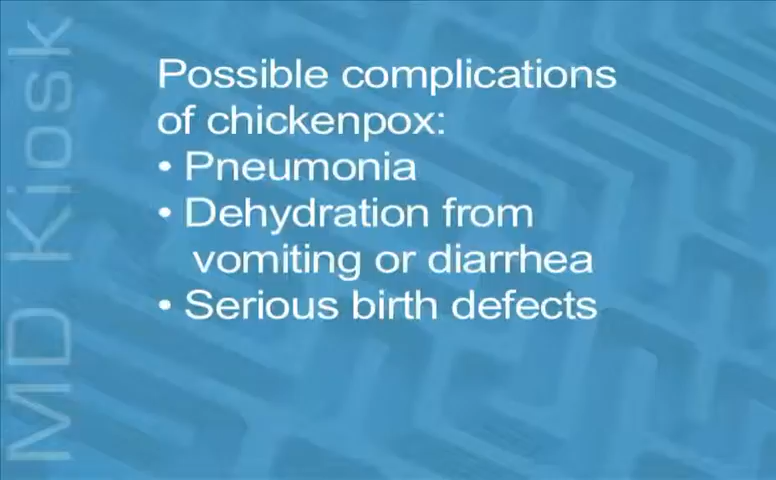 Possible complications
of chickenpox:
• Pneumonia
• Dehydration from
vomiting or diarrhea
• Serious birth defects
MD Kiosk